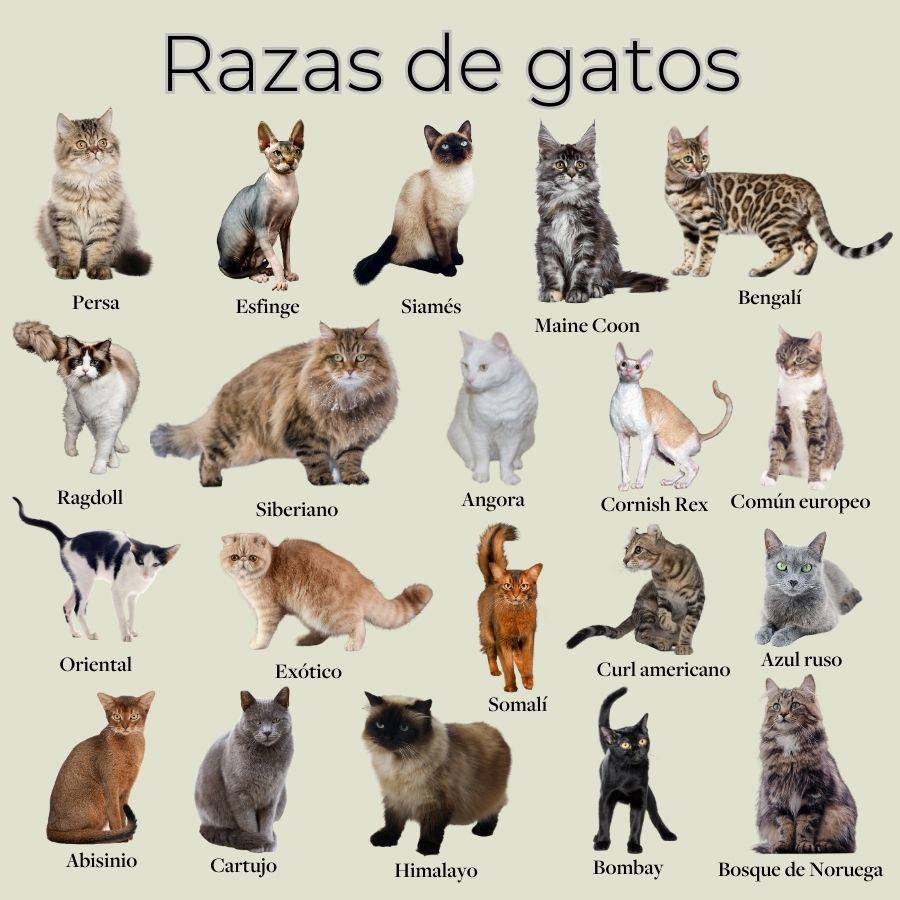 Razas de gatos
Persa
Esfinge
Siamés
Maine Coon
Bengalí
Ragdoll
Siberiano
Angora
Cornish Rex
Común europeo
Oriental
Exótico
Somalí
Curl americano
Azul ruso
Abisinio
Cartujo
Himalayo
Bombay
Bosque de Noruega